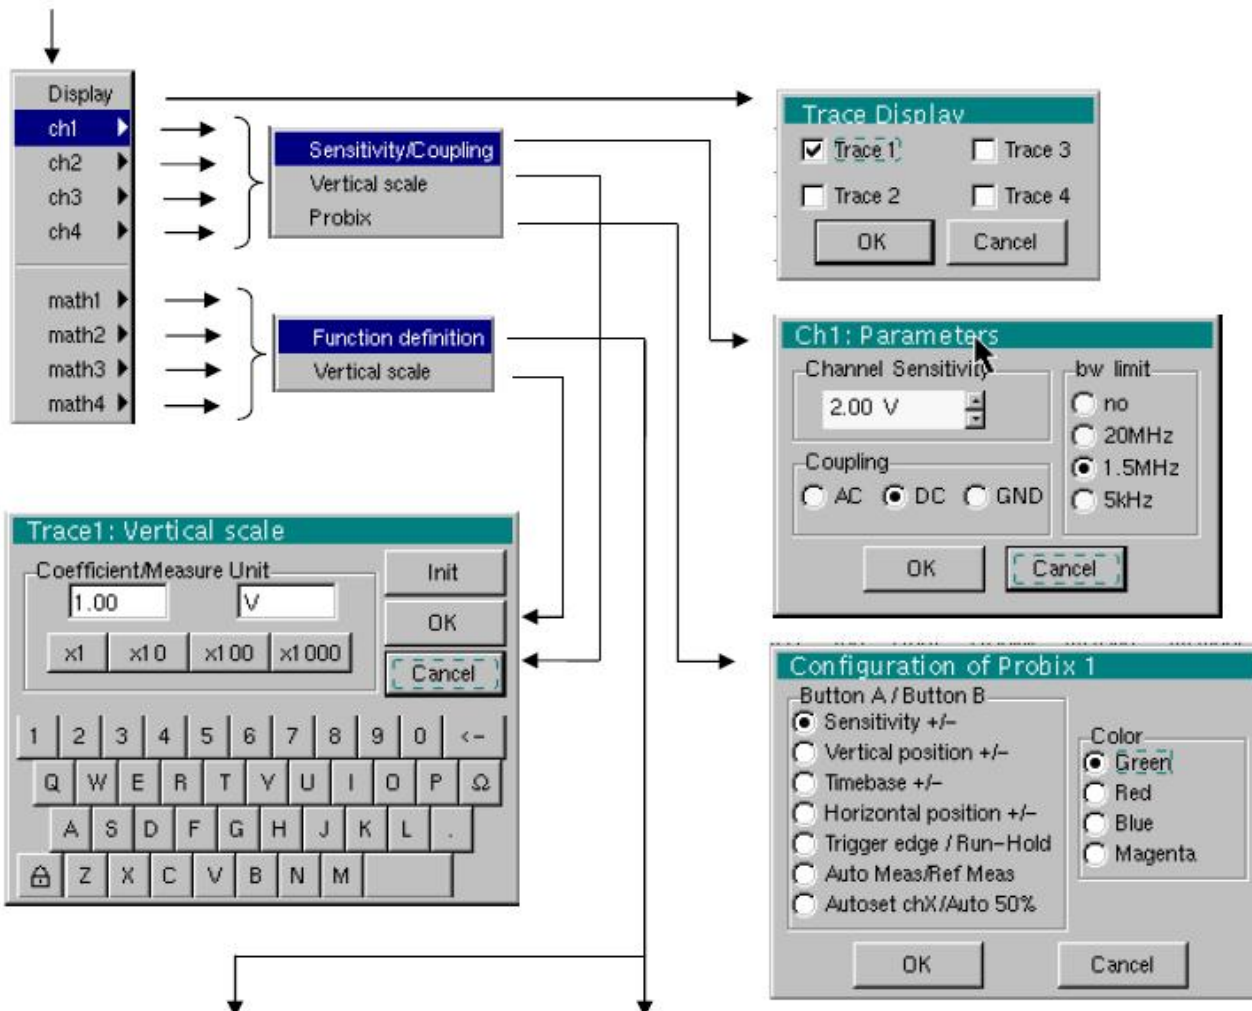 Display
ch1
ch2
ch3
ch4
math1
math2
math3
math4
Sensitivity/Coupling
Vertical scale
Probix
Function definition
Vertical scale
Trace Display
Trace 1 Trace 3
Trace 2 Trace 4
OK Cancel
Ch1: Parameters
Channel Sensitivity
2.00 V
Coupling
AC DC GND
bw limit
no
20MHz
1.5MHz
5kHz
OK Cancel
Trace1: Vertical scale
Coefficient/Measure Unit
1.00 V
x1 x10 x100 x1000
Init
OK
Cancel
1 2 3 4 5 6 7 8 9 0 <-
Q W E R T Y U I O P Ω
A S D F G H J K L .
Z X C V B N M
Configuration of Probix 1
Button A / Button B
Sensitivity +/-
Vertical position +/-
Timebase +/-
Horizontal position +/-
Trigger edge / Run-Hold
Auto Meas/Ref Meas
Autoset chX/Auto 50%
Color
Green
Red
Blue
Magenta
OK Cancel